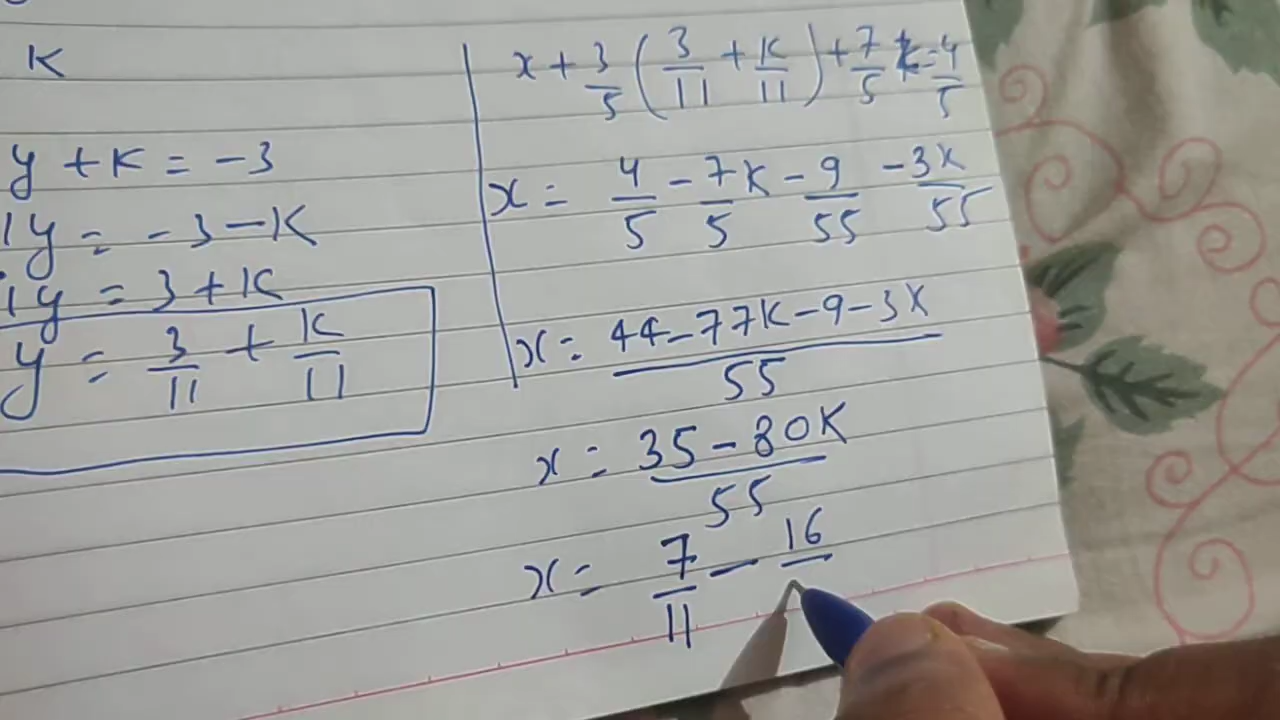 K
y + K = -3
1y = -3 - K
1y = 3 + K
y = 3/11 + K/11
x + 3/5 (3/11 + K/11) + 7/5 k = 4/5
x = 4/5 - 7/5 K - 9/55 - 3K/55
x = 44 - 77K - 9 - 3K / 55
x = 35 - 80K / 55
x = 7/11 - 16